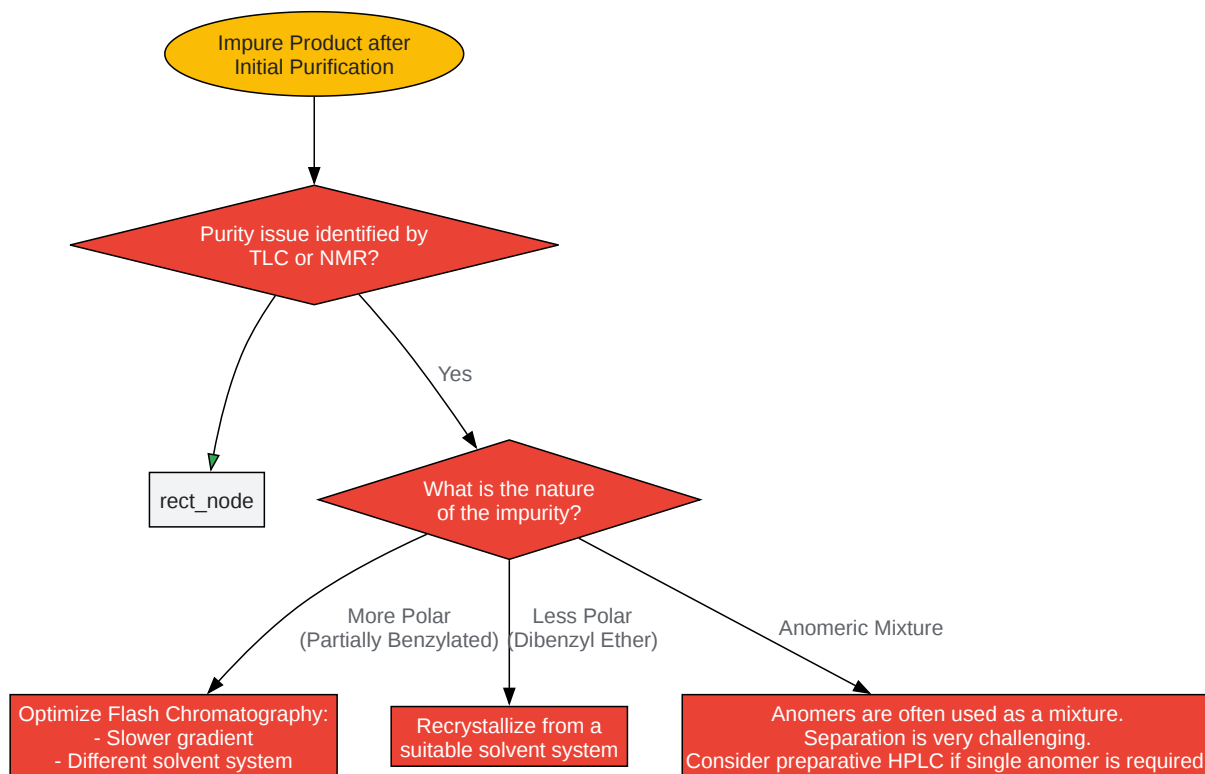 Impure Product after
Initial Purification
Purity issue identified by
TLC or NMR?
Yes
rect_node
What is the nature
of the impurity?
More Polar
(Partially Benzylated)
Less Polar
(Dibenzyl Ether)
Anomeric Mixture
Optimize Flash Chromatography:
- Slower gradient
- Different solvent system
Recrystallize from a
suitable solvent system
Anomers are often used as a mixture.
Separation is very challenging.
Consider preparative HPLC if single anomer is required